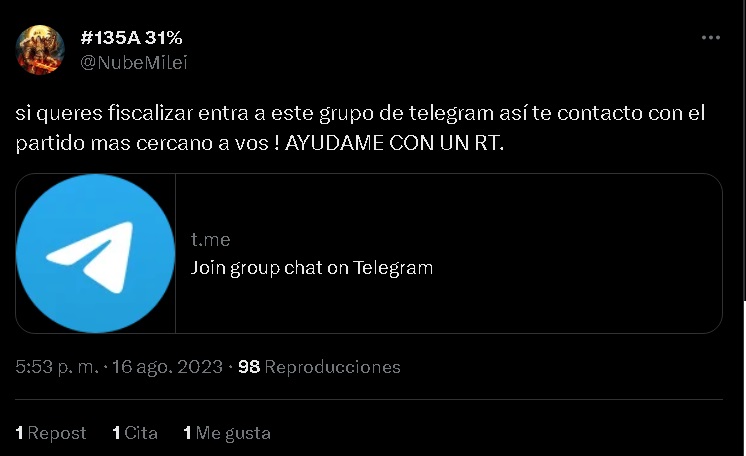 #135A 31%
@NubeMilei
si queres fiscalizar entra a este grupo de telegram así te contacto con el
partido mas cercano a vos ! AYUDAME CON UN RT.
t.me
Join group chat on Telegram
5:53 p. m. · 16 ago. 2023 · 98 Reproducciones
1 Repost 1 Cita 1 Me gusta